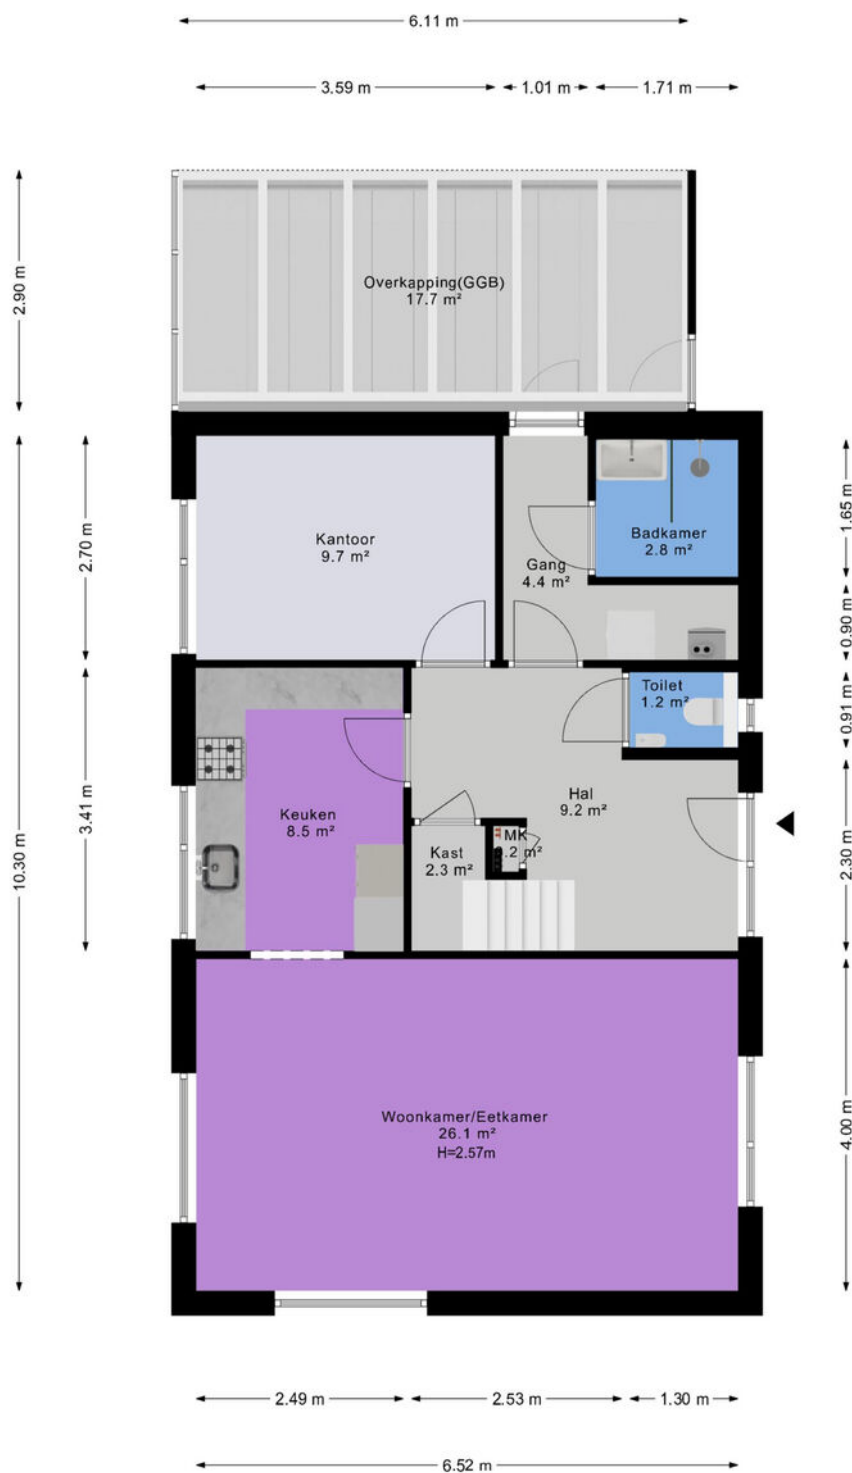 6.11 m
3.59 m
1.01 m
1.71 m
2.90 m
Overkapping(GGB)
17.7 m²
10.30 m
2.70 m
Kantoor
9.7 m²
Gang
4.4 m²
Badkamer
2.8 m²
1.65 m
0.90 m
Toilet
1.2 m²
0.91 m
3.41 m
Keuken
8.5 m²
Hal
9.2 m²
Kast
2.3 m²
MK
.2 m²
2.30 m
Woonkamer/Eetkamer
26.1 m²
H=2.57m
4.00 m
2.49 m
2.53 m
1.30 m
6.52 m